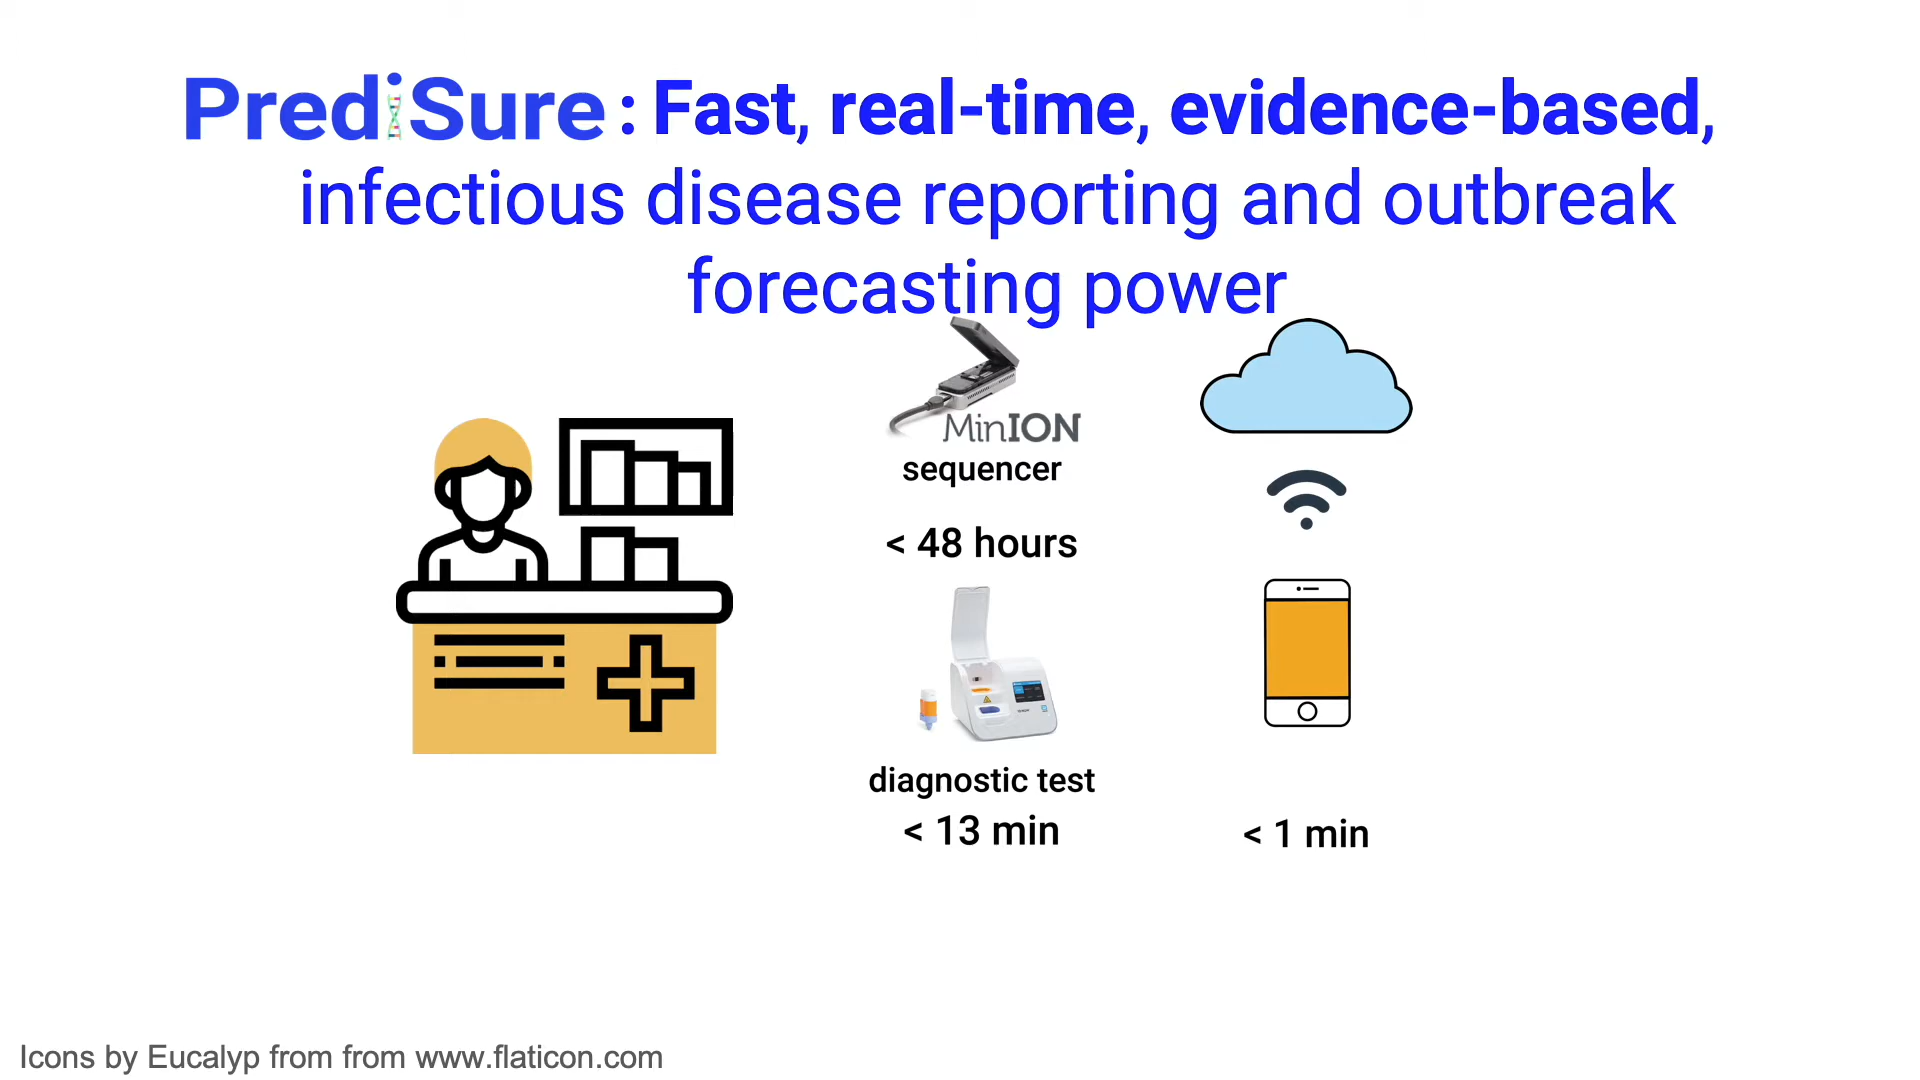 PrediSure : Fast, real-time, evidence-based,
infectious disease reporting and outbreak
forecasting power
MinION
sequencer
< 48 hours
diagnostic test
< 13 min
< 1 min
Icons by Eucalyp from from www.flaticon.com